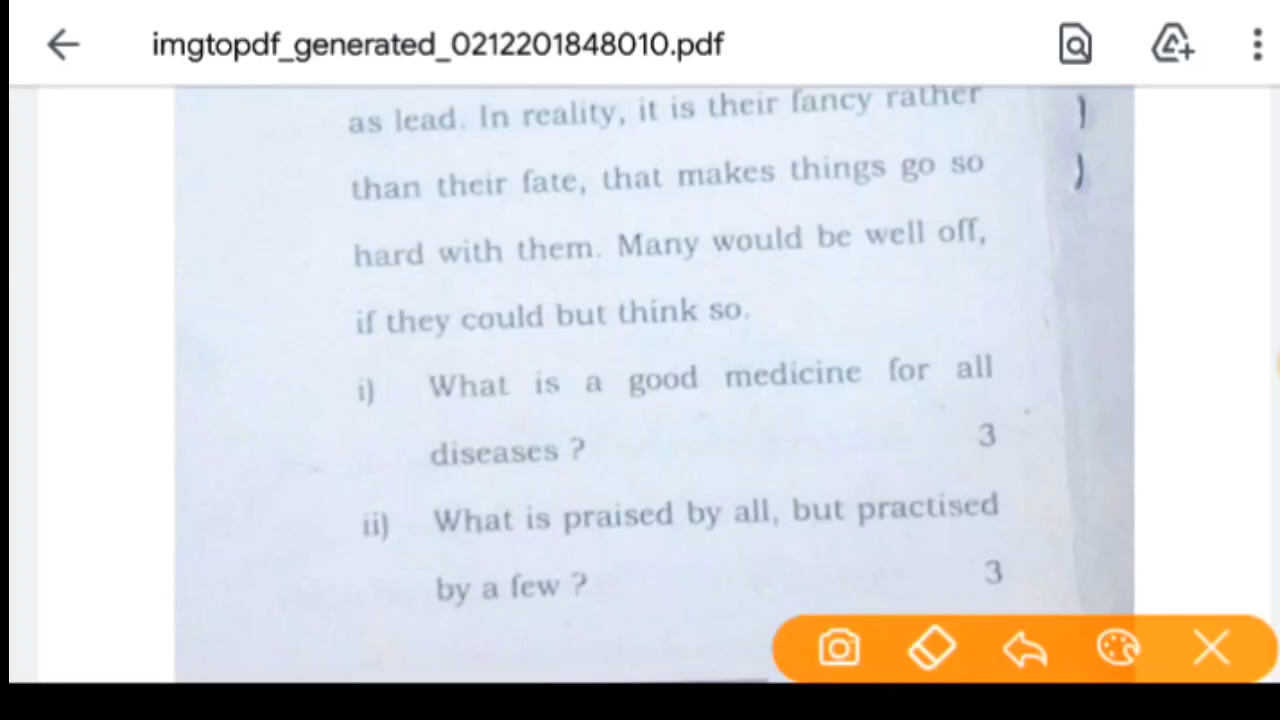 imgtopdf_generated_0212201848010.pdf
as lead. In reality, it is their fancy rather
than their fate, that makes things go so
hard with them. Many would be well off,
if they could but think so.
i) What is a good medicine for all
diseases ? 3
ii) What is praised by all, but practised
by a few ? 3